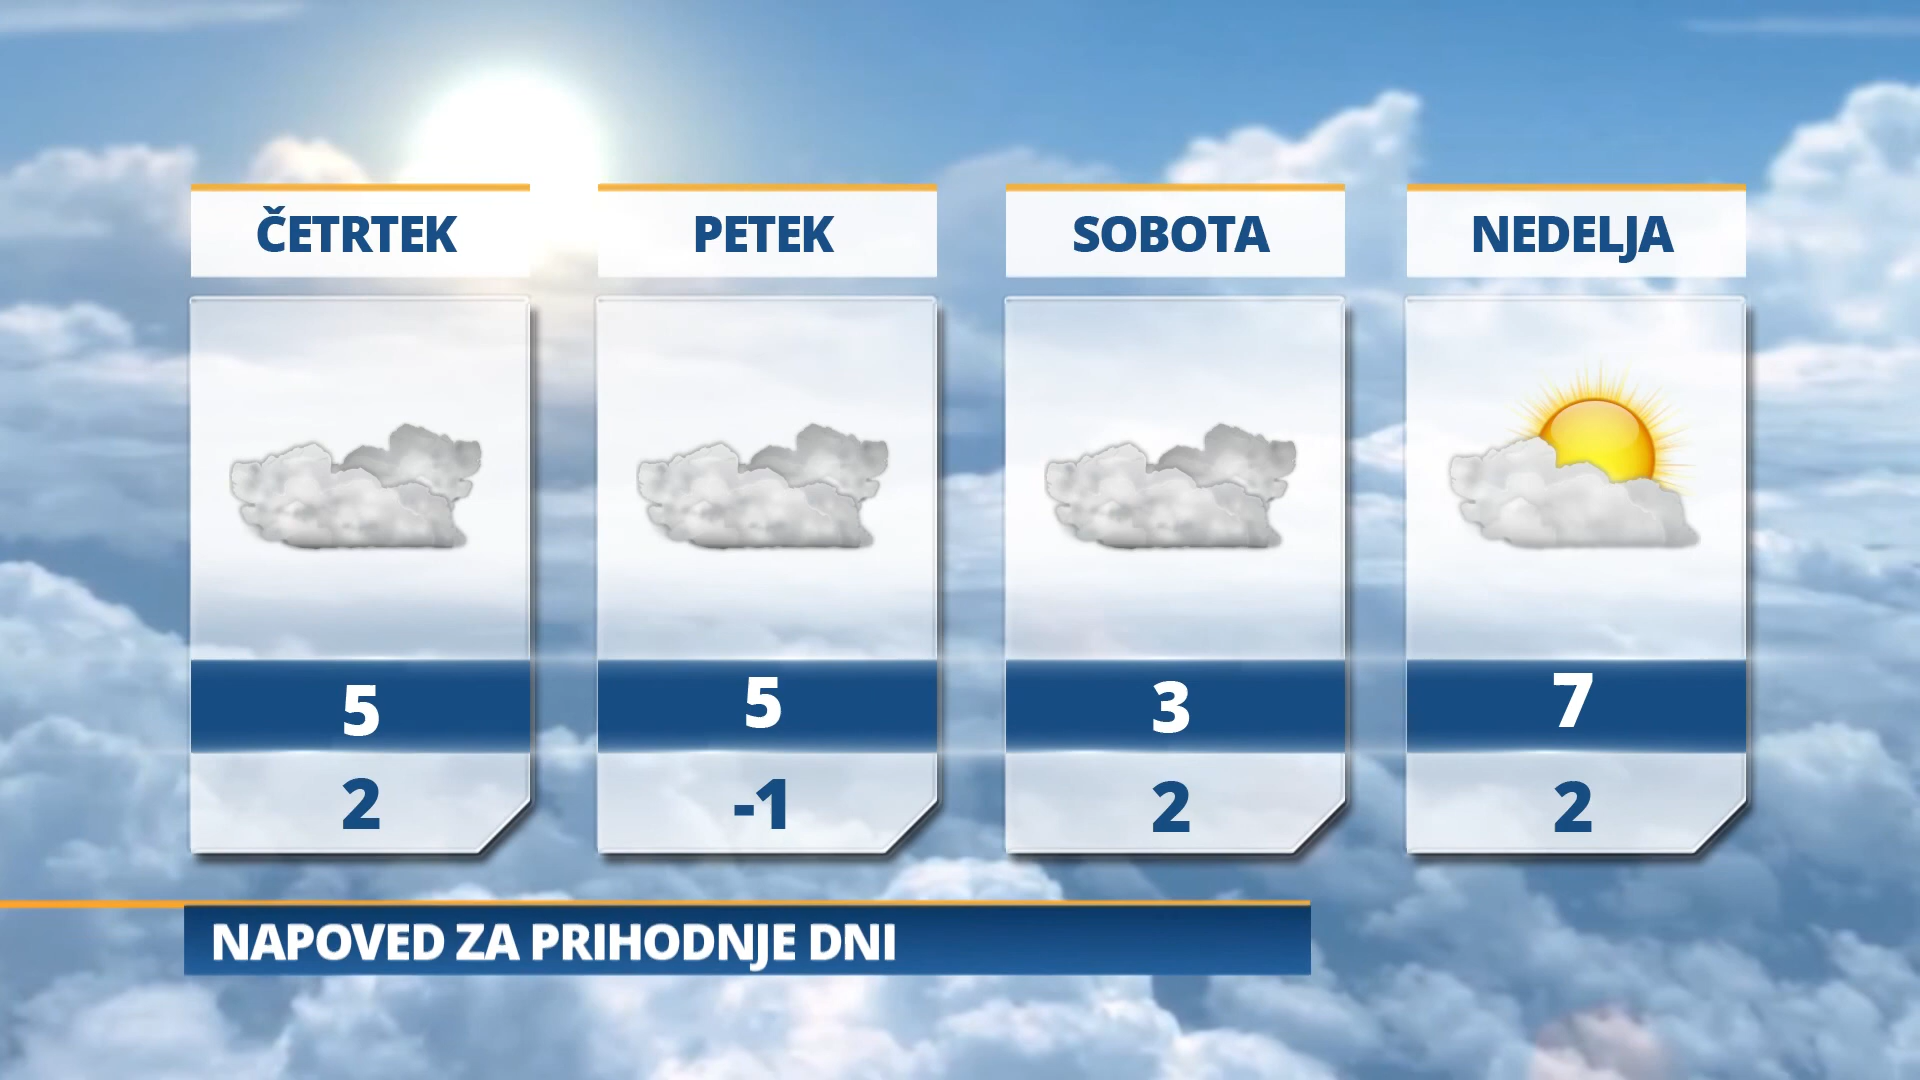 ČETRTEK
PETEK
SOBOTA
NEDELJA
5
5
3
7
2
-1
2
2
NAPOVED ZA PRIHODNJE DNI